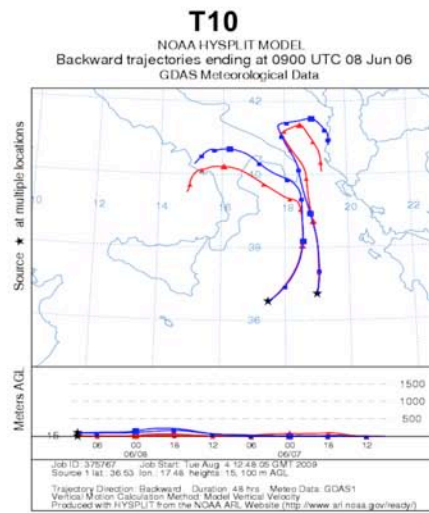 T10
NOAA HYSPLIT MODEL
Backward trajectories ending at 0900 UTC 08 Jun 06
GDAS Meteorological Data
Source ★ at multiple locations
42
40
10
12
14
16
18
20
22
39
36
Meters AGL
1500
500
15
06 00 18 12 06 00 18 12
06/08 06/07
Job ID: 375767 Job Start: Tue Aug 4 12:48:05 GMT 2009
Source 1 lat.: 36.53 lon.: 17.48 heights: 15, 100 m AGL
Trajectory Direction: Backward Duration: 48 hrs Meteo Data: GDAS1
Vertical Motion Calculation Method: Model Vertical Velocity
Produced with HYSPLIT from the NOAA ARL Website (http://www.arl.noaa.gov/ready/)